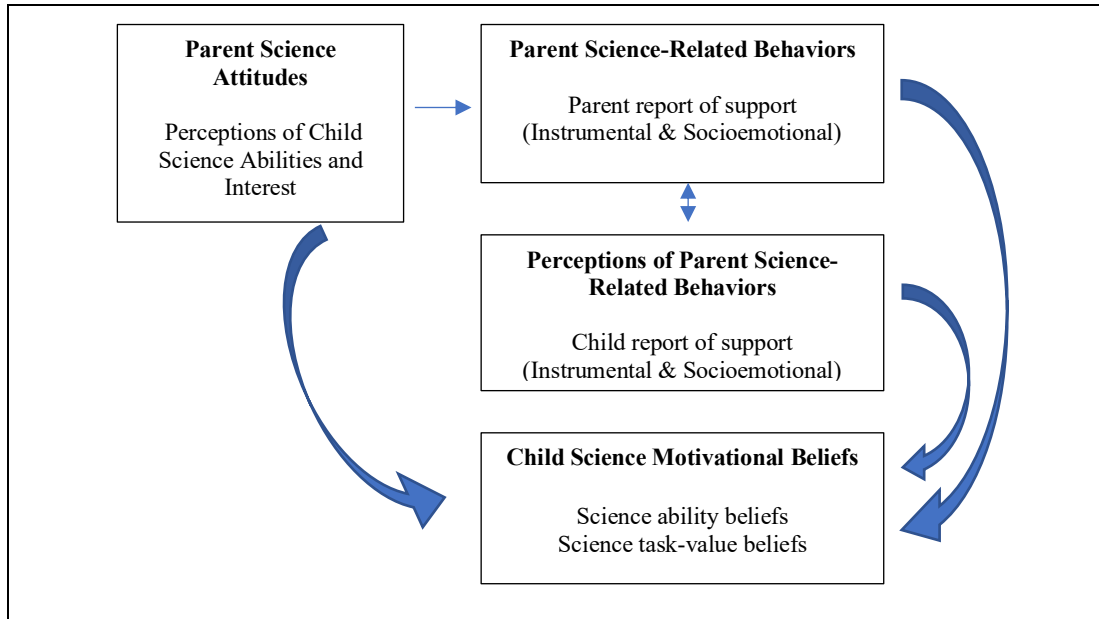 Parent Science
Attitudes
Perceptions of Child
Science Abilities and
Interest
Parent Science-Related Behaviors
Parent report of support
(Instrumental & Socioemotional)
Perceptions of Parent Science-
Related Behaviors
Child report of support
(Instrumental & Socioemotional)
Child Science Motivational Beliefs
Science ability beliefs
Science task-value beliefs